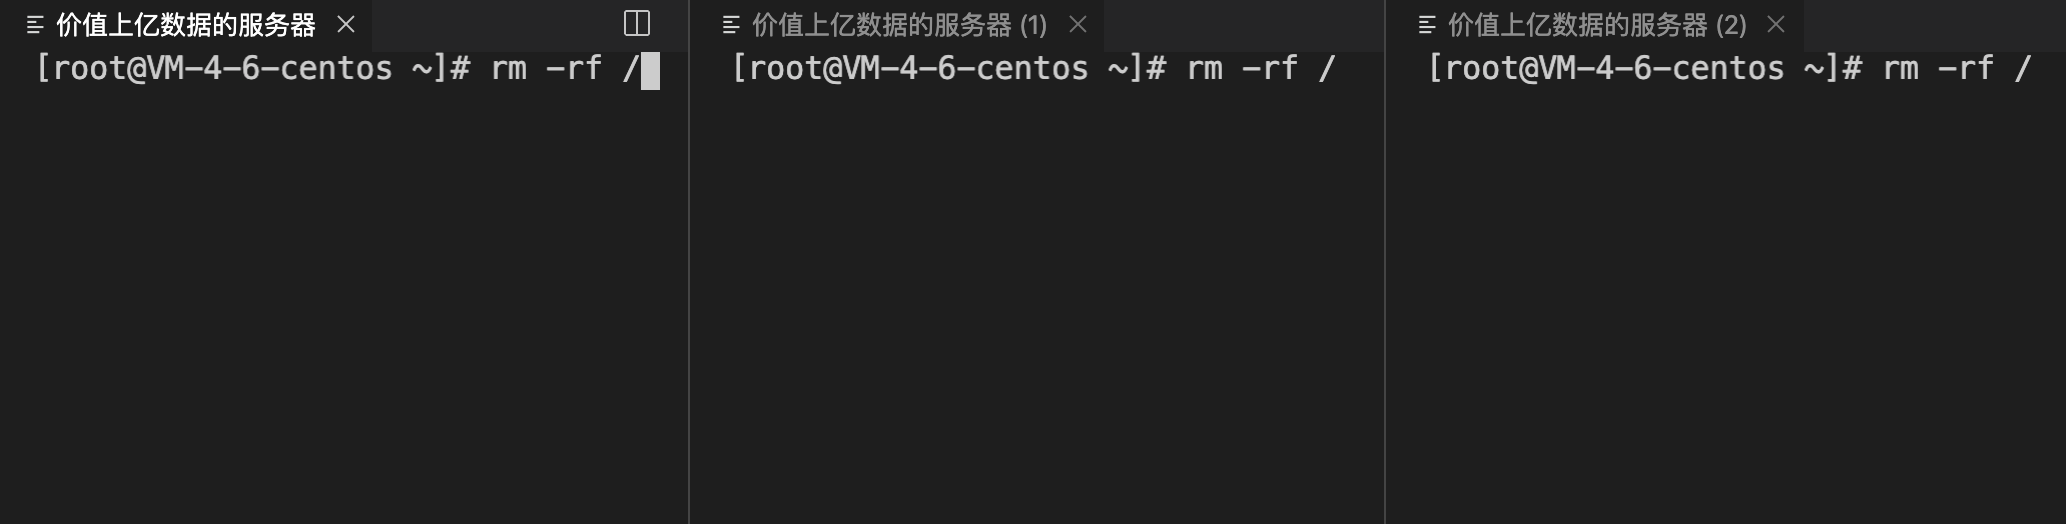 价值上亿数据的服务器
[root@VM-4-6-centos ~]# rm -rf /
价值上亿数据的服务器 (1)
[root@VM-4-6-centos ~]# rm -rf /
价值上亿数据的服务器 (2)
[root@VM-4-6-centos ~]# rm -rf /